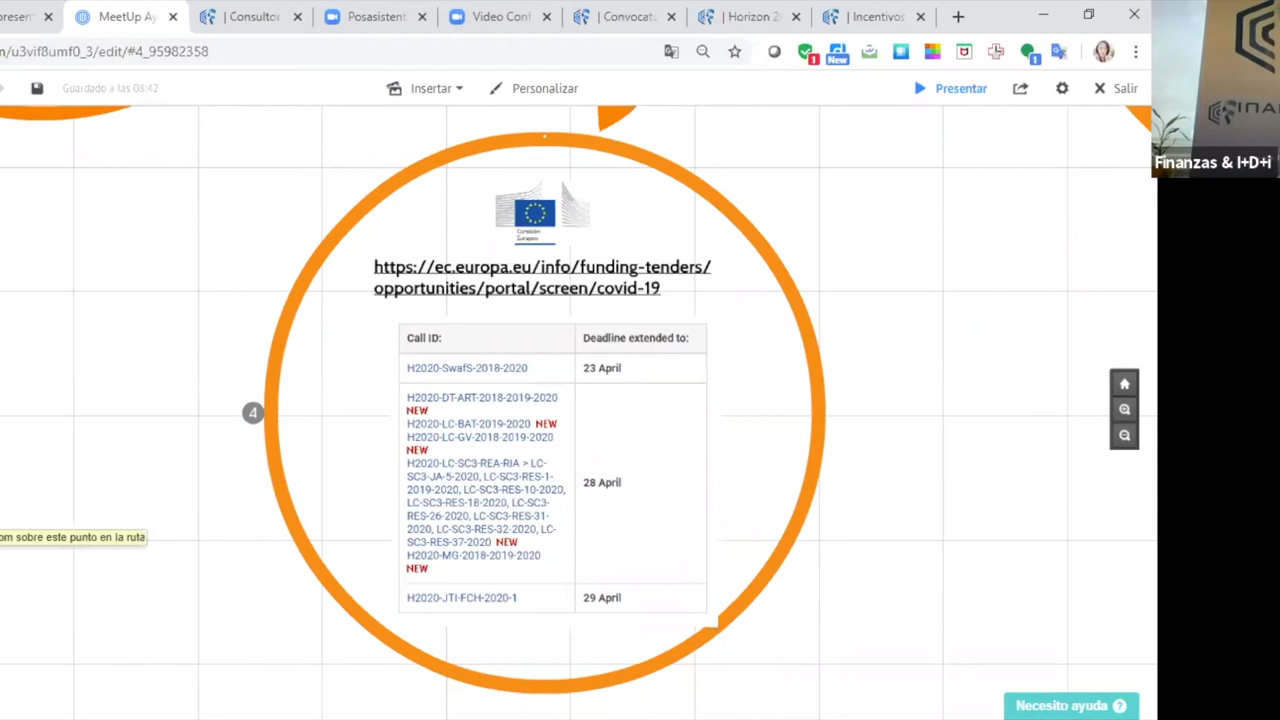 MeetUp Ay
| Consultor
Posasistent
Video Conf
| Convocatu
| Horizon 2
| Incentivos
n/u3vif8umf0_3/edit/#4_95982358
1
New
1
Guardado a las 08:42
Insertar
Personalizar
Presentar
Salir
Finanzas & I+D+i
Comisión
Europea
https://ec.europa.eu/info/funding-tenders/
opportunities/portal/screen/covid-19
Call ID:
Deadline extended to:
H2020-SwafS-2018-2020
23 April
H2020-DT-ART-2018-2019-2020
NEW
H2020-LC-BAT-2019-2020 NEW
H2020-LC-GV-2018-2019-2020
NEW
H2020-LC-SC3-REA-RIA > LC-
SC3-JA-5-2020, LC-SC3-RES-1-
2019-2020, LC-SC3-RES-10-2020,
LC-SC3-RES-18-2020, LC-SC3-
RES-26-2020, LC-SC3-RES-31-
2020, LC-SC3-RES-32-2020, LC-
SC3-RES-37-2020 NEW
H2020-MG-2018-2019-2020
NEW
28 April
H2020-JTI-FCH-2020-1
29 April
4
om sobre este punto en la ruta
Necesito ayuda ?